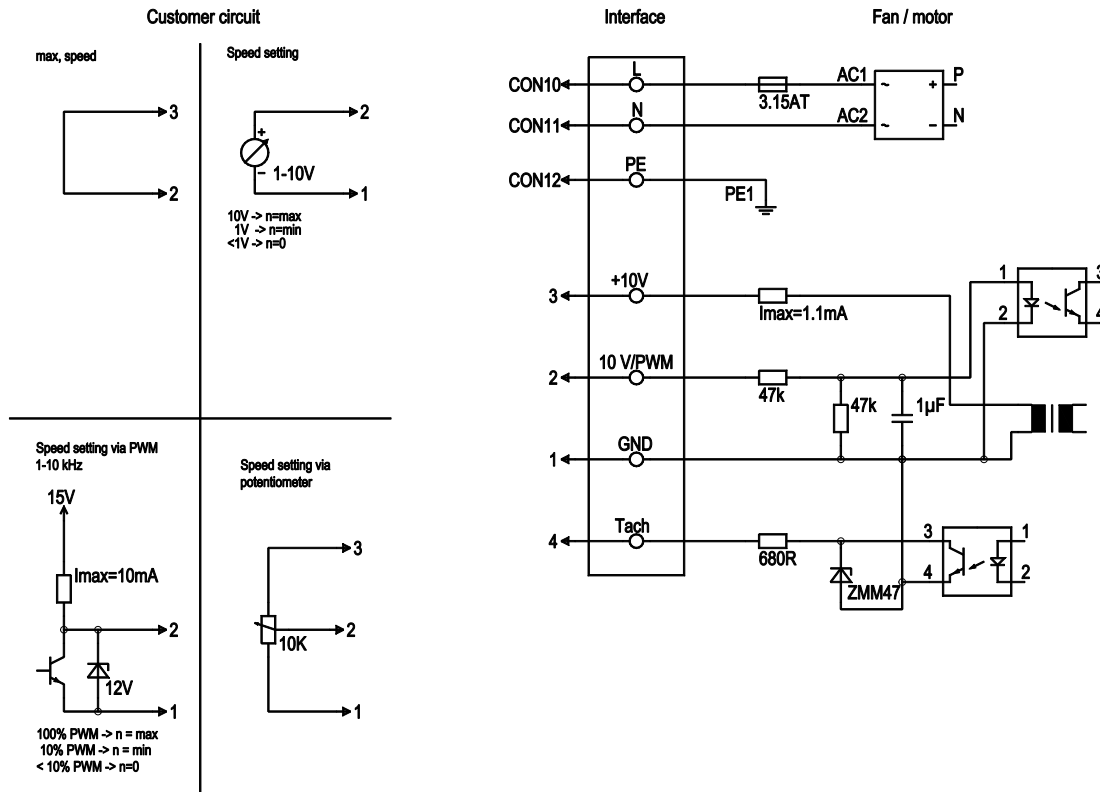 Customer circuit
Interface
Fan / motor
max, speed
3
2
Speed setting
2
+
1-10V
–
1
10V -> n=max
1V -> n=min
<1V -> n=0
Speed setting via PWM
1-10 kHz
15V
Imax=10mA
2
12V
1
100% PWM -> n = max
10% PWM -> n = min
< 10% PWM -> n=0
Speed setting via
potentiometer
3
2
10K
1
CON10
L
3.15AT
AC1
~
+
P
CON11
N
AC2
~
–
N
CON12
PE
PE1
3
+10V
Imax=1.1mA
1
2
3
4
2
10 V/PWM
47k
47k
1µF
1
GND
4
Tach
680R
ZMM47
3
4
1
2